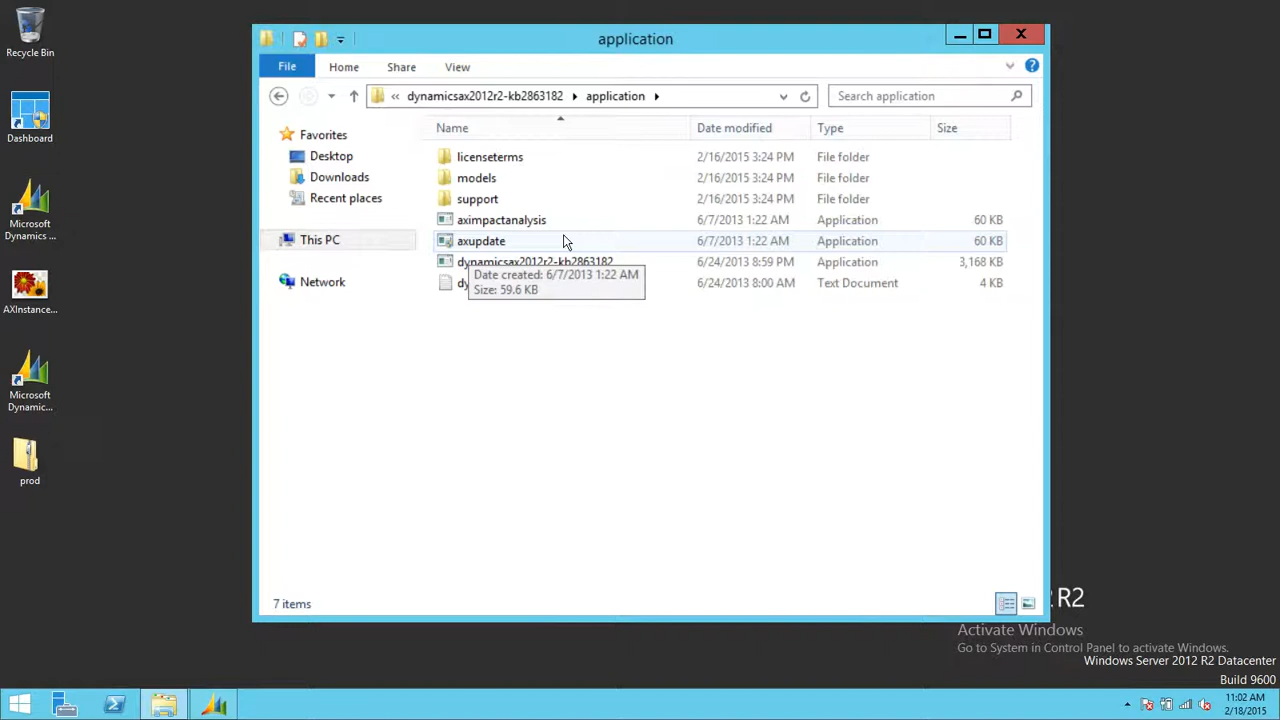 Recycle Bin
Dashboard
Microsoft
Dynamics ...
AXInstance...
Microsoft
Dynamic...
prod
application
File
Home
Share
View
dynamicsax2012r2-kb2863182
application
Search application
Favorites
Desktop
Downloads
Recent places
This PC
Network
Name
Date modified
Type
Size
licenseterms
2/16/2015 3:24 PM
File folder
models
2/16/2015 3:24 PM
File folder
support
2/16/2015 3:24 PM
File folder
aximpactanalysis
6/7/2013 1:22 AM
Application
60 KB
axupdate
6/7/2013 1:22 AM
Application
60 KB
dynamicsax2012r2-kb2863182
6/24/2013 8:59 PM
Application
3,168 KB
dy
6/24/2013 8:00 AM
Text Document
4 KB
Date created: 6/7/2013 1:22 AM
Size: 59.6 KB
7 items
2 R2
Activate Windows
Go to System in Control Panel to activate Windows.
Windows Server 2012 R2 Datacenter
Build 9600
11:02 AM
2/18/2015